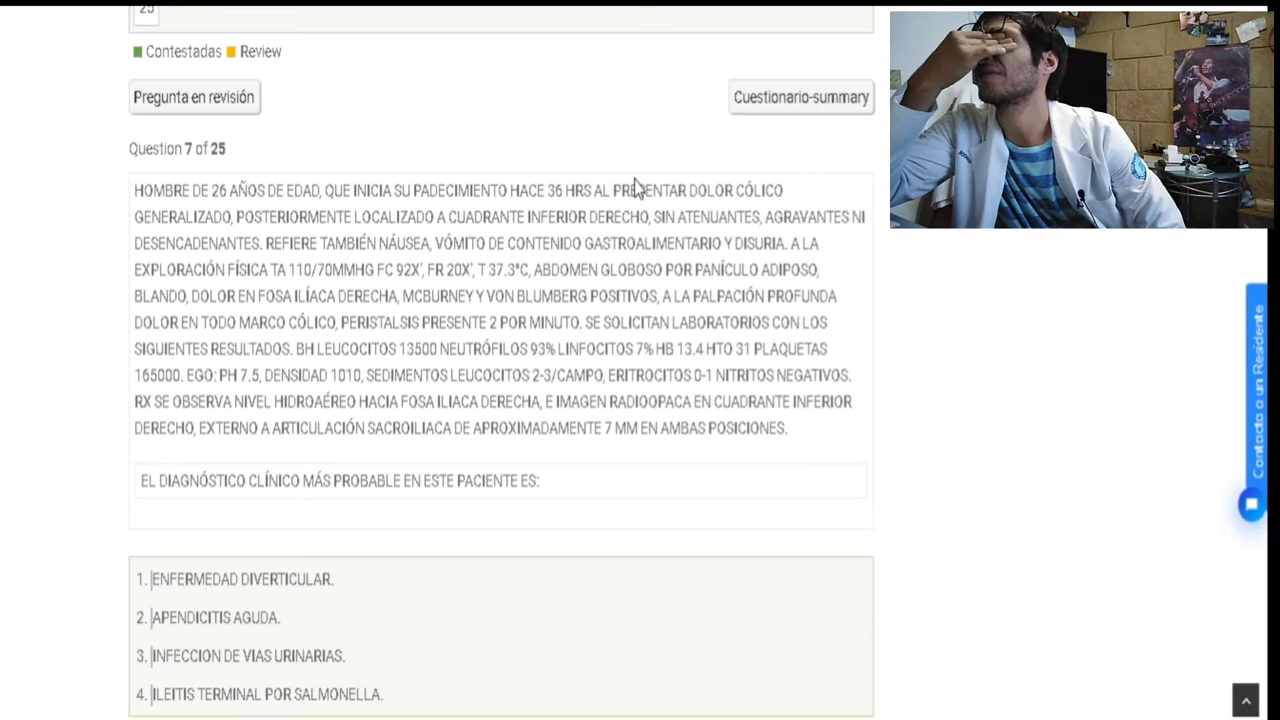 25
Contestadas Review
Pregunta en revisión
Cuestionario-summary
Question 7 of 25
HOMBRE DE 26 AÑOS DE EDAD, QUE INICIA SU PADECIMIENTO HACE 36 HRS AL PRESENTAR DOLOR CÓLICO
GENERALIZADO, POSTERIORMENTE LOCALIZADO A CUADRANTE INFERIOR DERECHO, SIN ATENUANTES, AGRAVANTES NI
DESENCADENANTES. REFIERE TAMBIÉN NÁUSEA, VÓMITO DE CONTENIDO GASTROALIMENTARIO Y DISURIA. A LA
EXPLORACIÓN FÍSICA TA 110/70MMHG FC 92X', FR 20X', T 37.3°C, ABDOMEN GLOBOSO POR PANÍCULO ADIPOSO,
BLANDO, DOLOR EN FOSA ILÍACA DERECHA, MCBURNEY Y VON BLUMBERG POSITIVOS, A LA PALPACIÓN PROFUNDA
DOLOR EN TODO MARCO CÓLICO, PERISTALSIS PRESENTE 2 POR MINUTO. SE SOLICITAN LABORATORIOS CON LOS
SIGUIENTES RESULTADOS. BH LEUCOCITOS 13500 NEUTRÓFILOS 93% LINFOCITOS 7% HB 13.4 HTO 31 PLAQUETAS
165000. EGO: PH 7.5, DENSIDAD 1010, SEDIMENTOS LEUCOCITOS 2-3/CAMPO, ERITROCITOS 0-1 NITRITOS NEGATIVOS.
RX SE OBSERVA NIVEL HIDROAÉREO HACIA FOSA ILIACA DERECHA, E IMAGEN RADIOOPACA EN CUADRANTE INFERIOR
DERECHO, EXTERNO A ARTICULACIÓN SACROILIACA DE APROXIMADAMENTE 7 MM EN AMBAS POSICIONES.
EL DIAGNÓSTICO CLÍNICO MÁS PROBABLE EN ESTE PACIENTE ES:
1. ENFERMEDAD DIVERTICULAR.
2. APENDICITIS AGUDA.
3. INFECCION DE VIAS URINARIAS.
4. ILEITIS TERMINAL POR SALMONELLA.
Contacta a un Residente